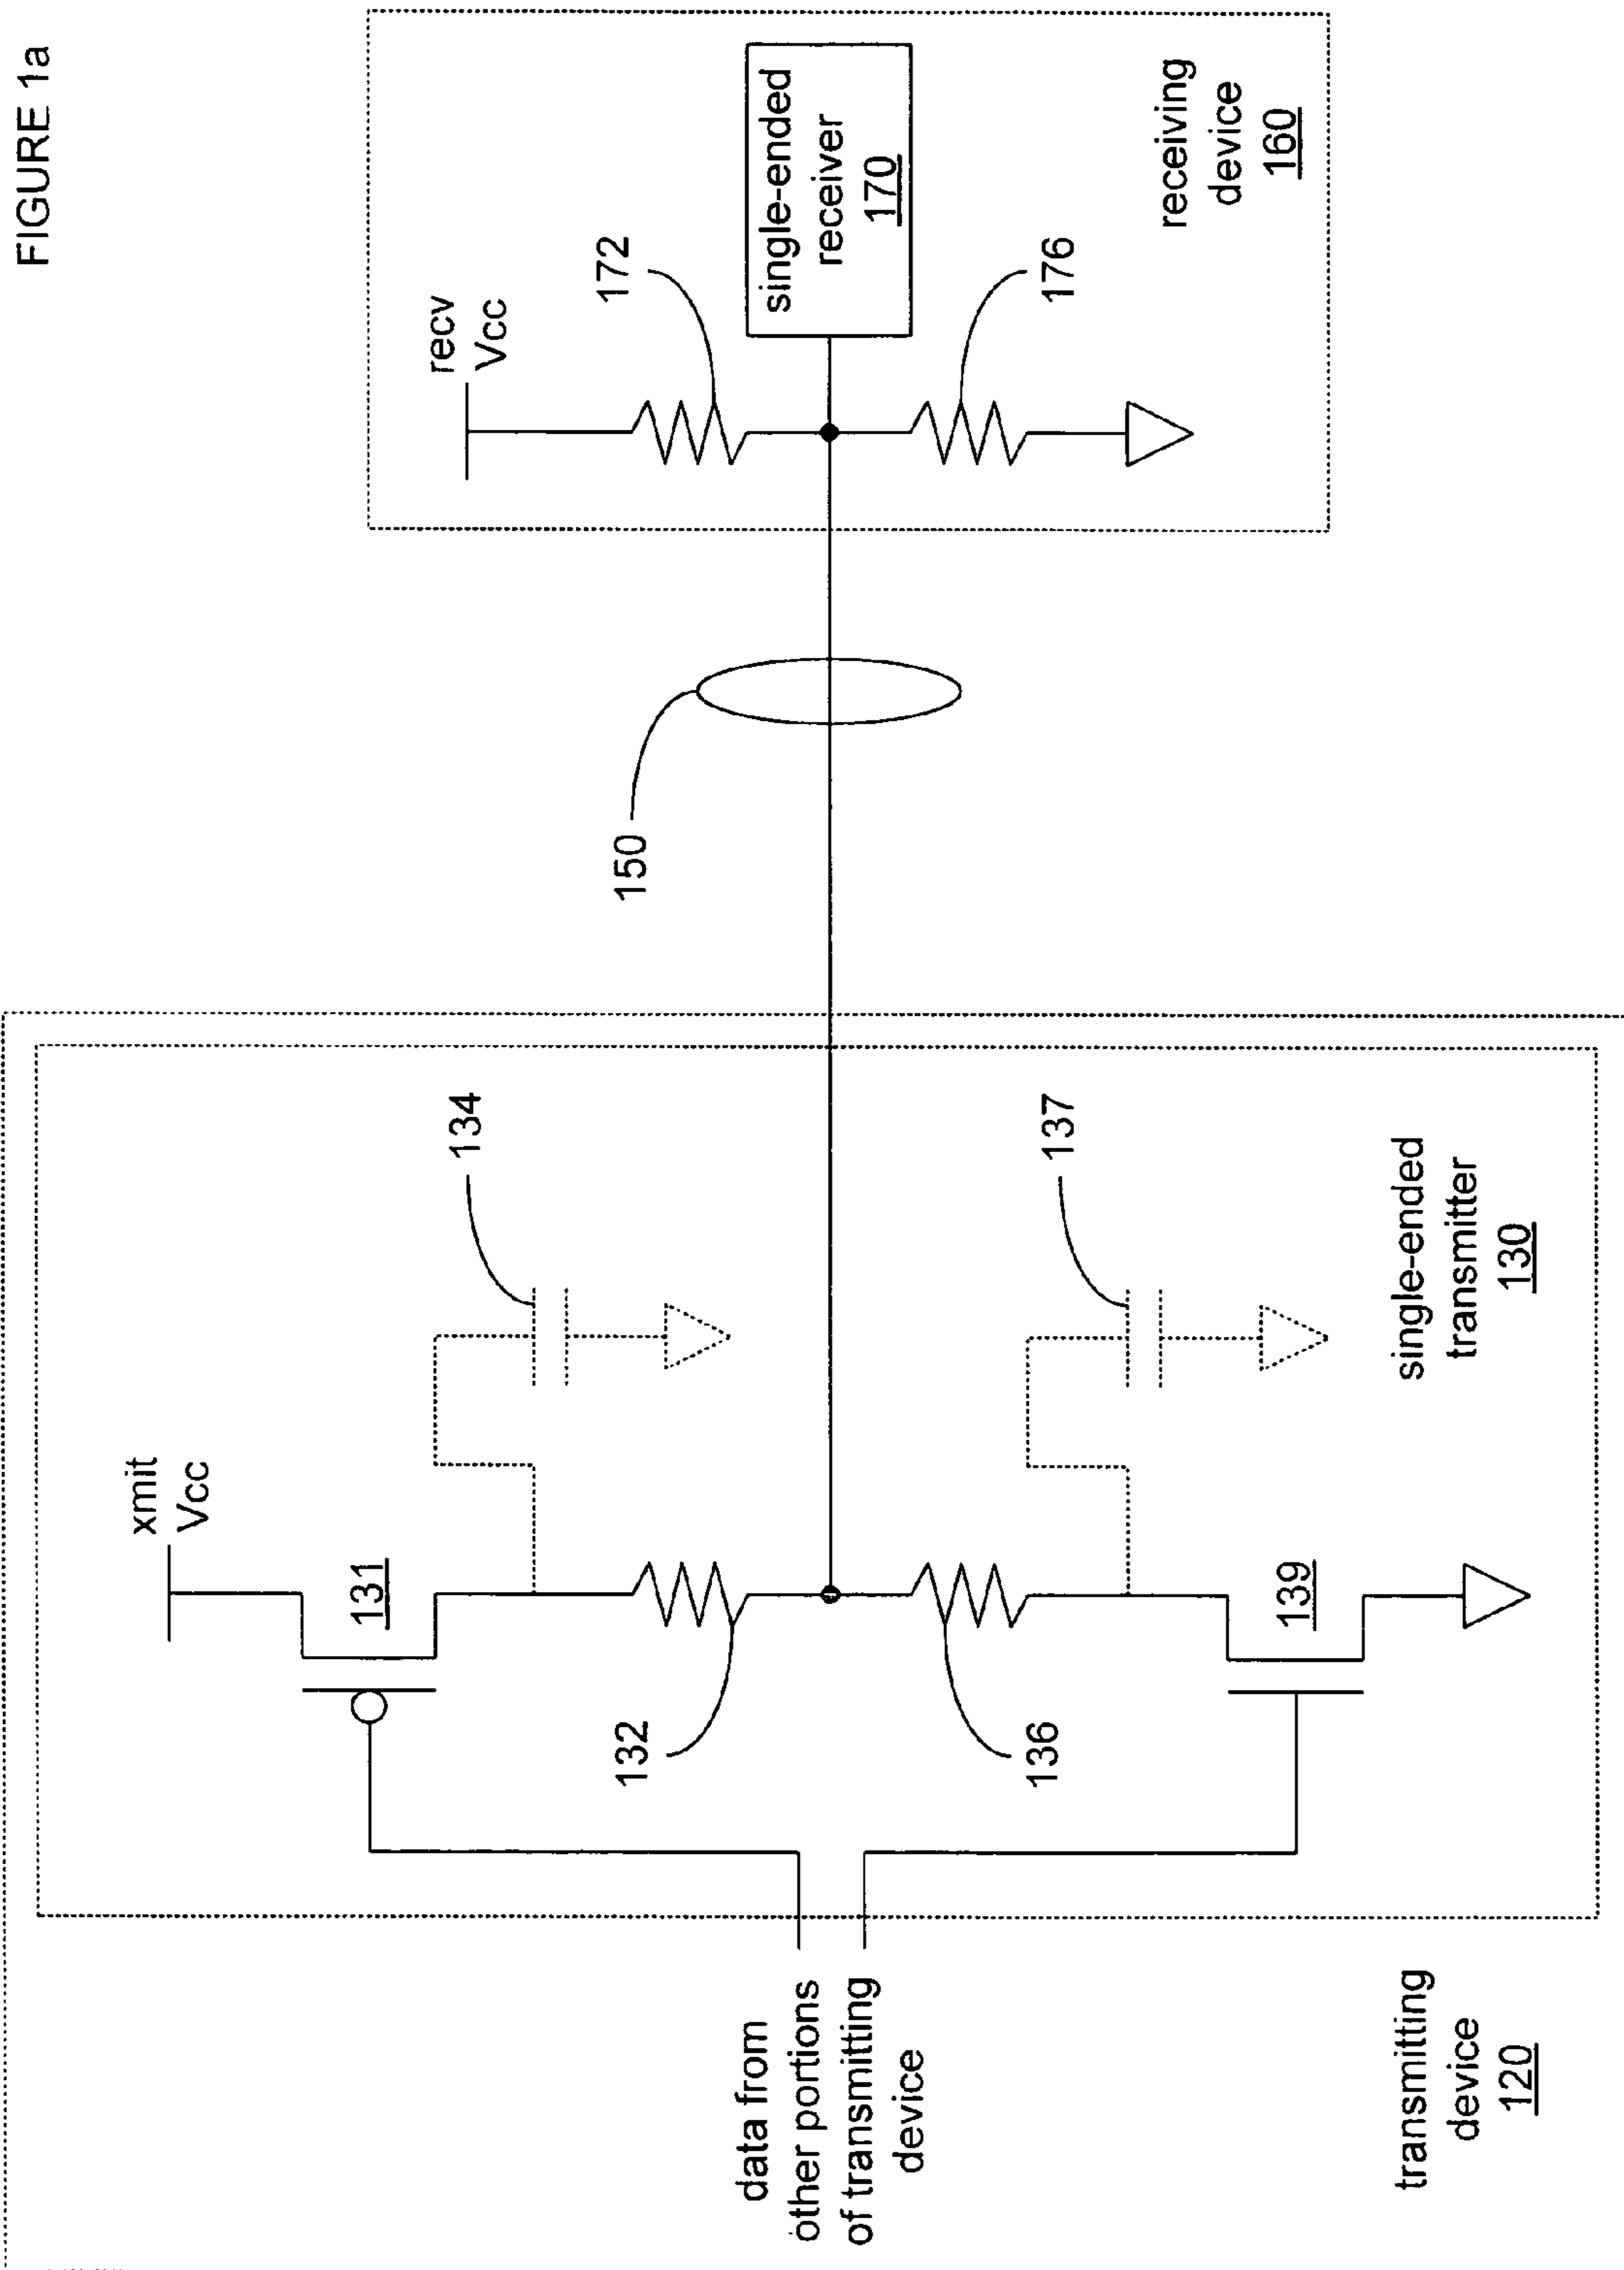 FIGURE 1a
xmit
Vcc
131
132
134
136
137
139
data from
other portions
of transmitting
device
single-ended
transmitter
130
transmitting
device
120
150
recv
Vcc
172
single-ended
receiver
170
176
receiving
device
160